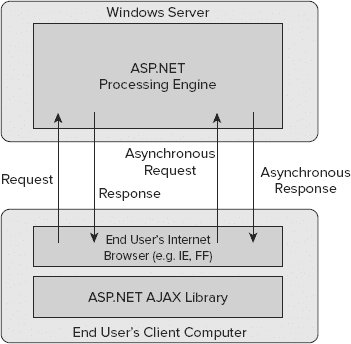 Windows Server
ASP.NET
Processing Engine
Request
Response
Asynchronous
Request
Asynchronous
Response
End User's Internet
Browser (e.g. IE, FF)
ASP.NET AJAX Library
End User's Client Computer